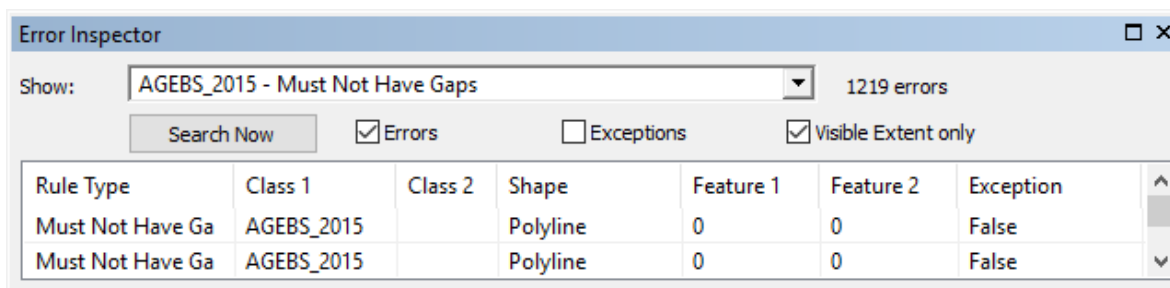 Error Inspector
Show: AGEBS_2015 - Must Not Have Gaps 1219 errors
Search Now Errors Exceptions Visible Extent only
Rule Type Class 1 Class 2 Shape Feature 1 Feature 2 Exception
Must Not Have Ga AGEBS_2015 Polyline 0 0 False
Must Not Have Ga AGEBS_2015 Polyline 0 0 False